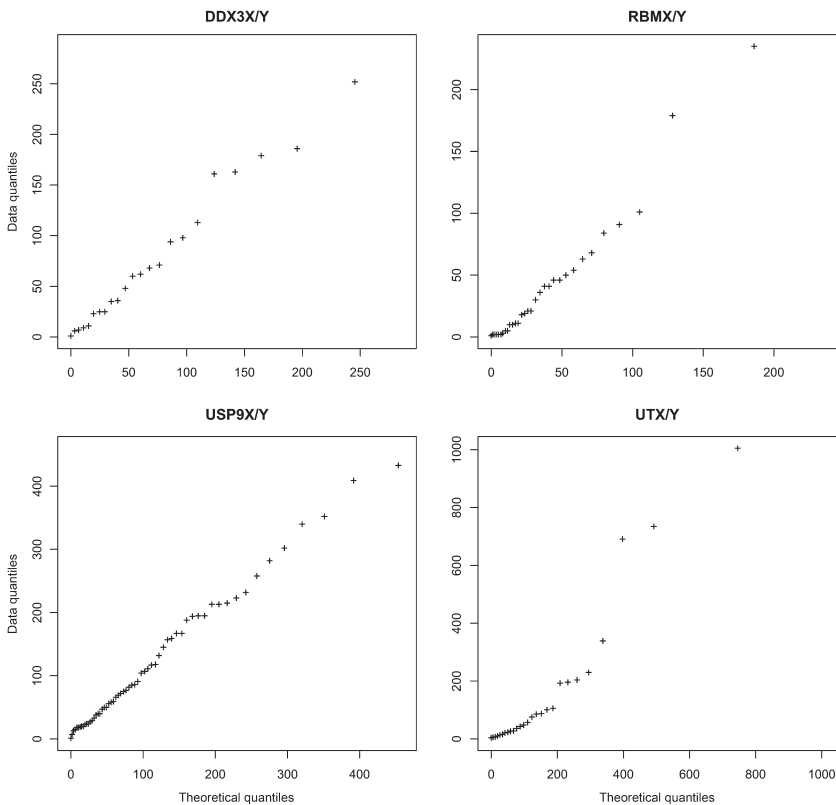 DDX3X/Y
Data quantiles
250
200
150
100
50
0
0 50 100 150 200 250
RBMX/Y
200
150
100
50
0
0 50 100 150 200
USP9X/Y
Data quantiles
400
300
200
100
0
0 100 200 300 400
Theoretical quantiles
UTX/Y
1000
800
600
400
200
0
0 200 400 600 800 1000
Theoretical quantiles